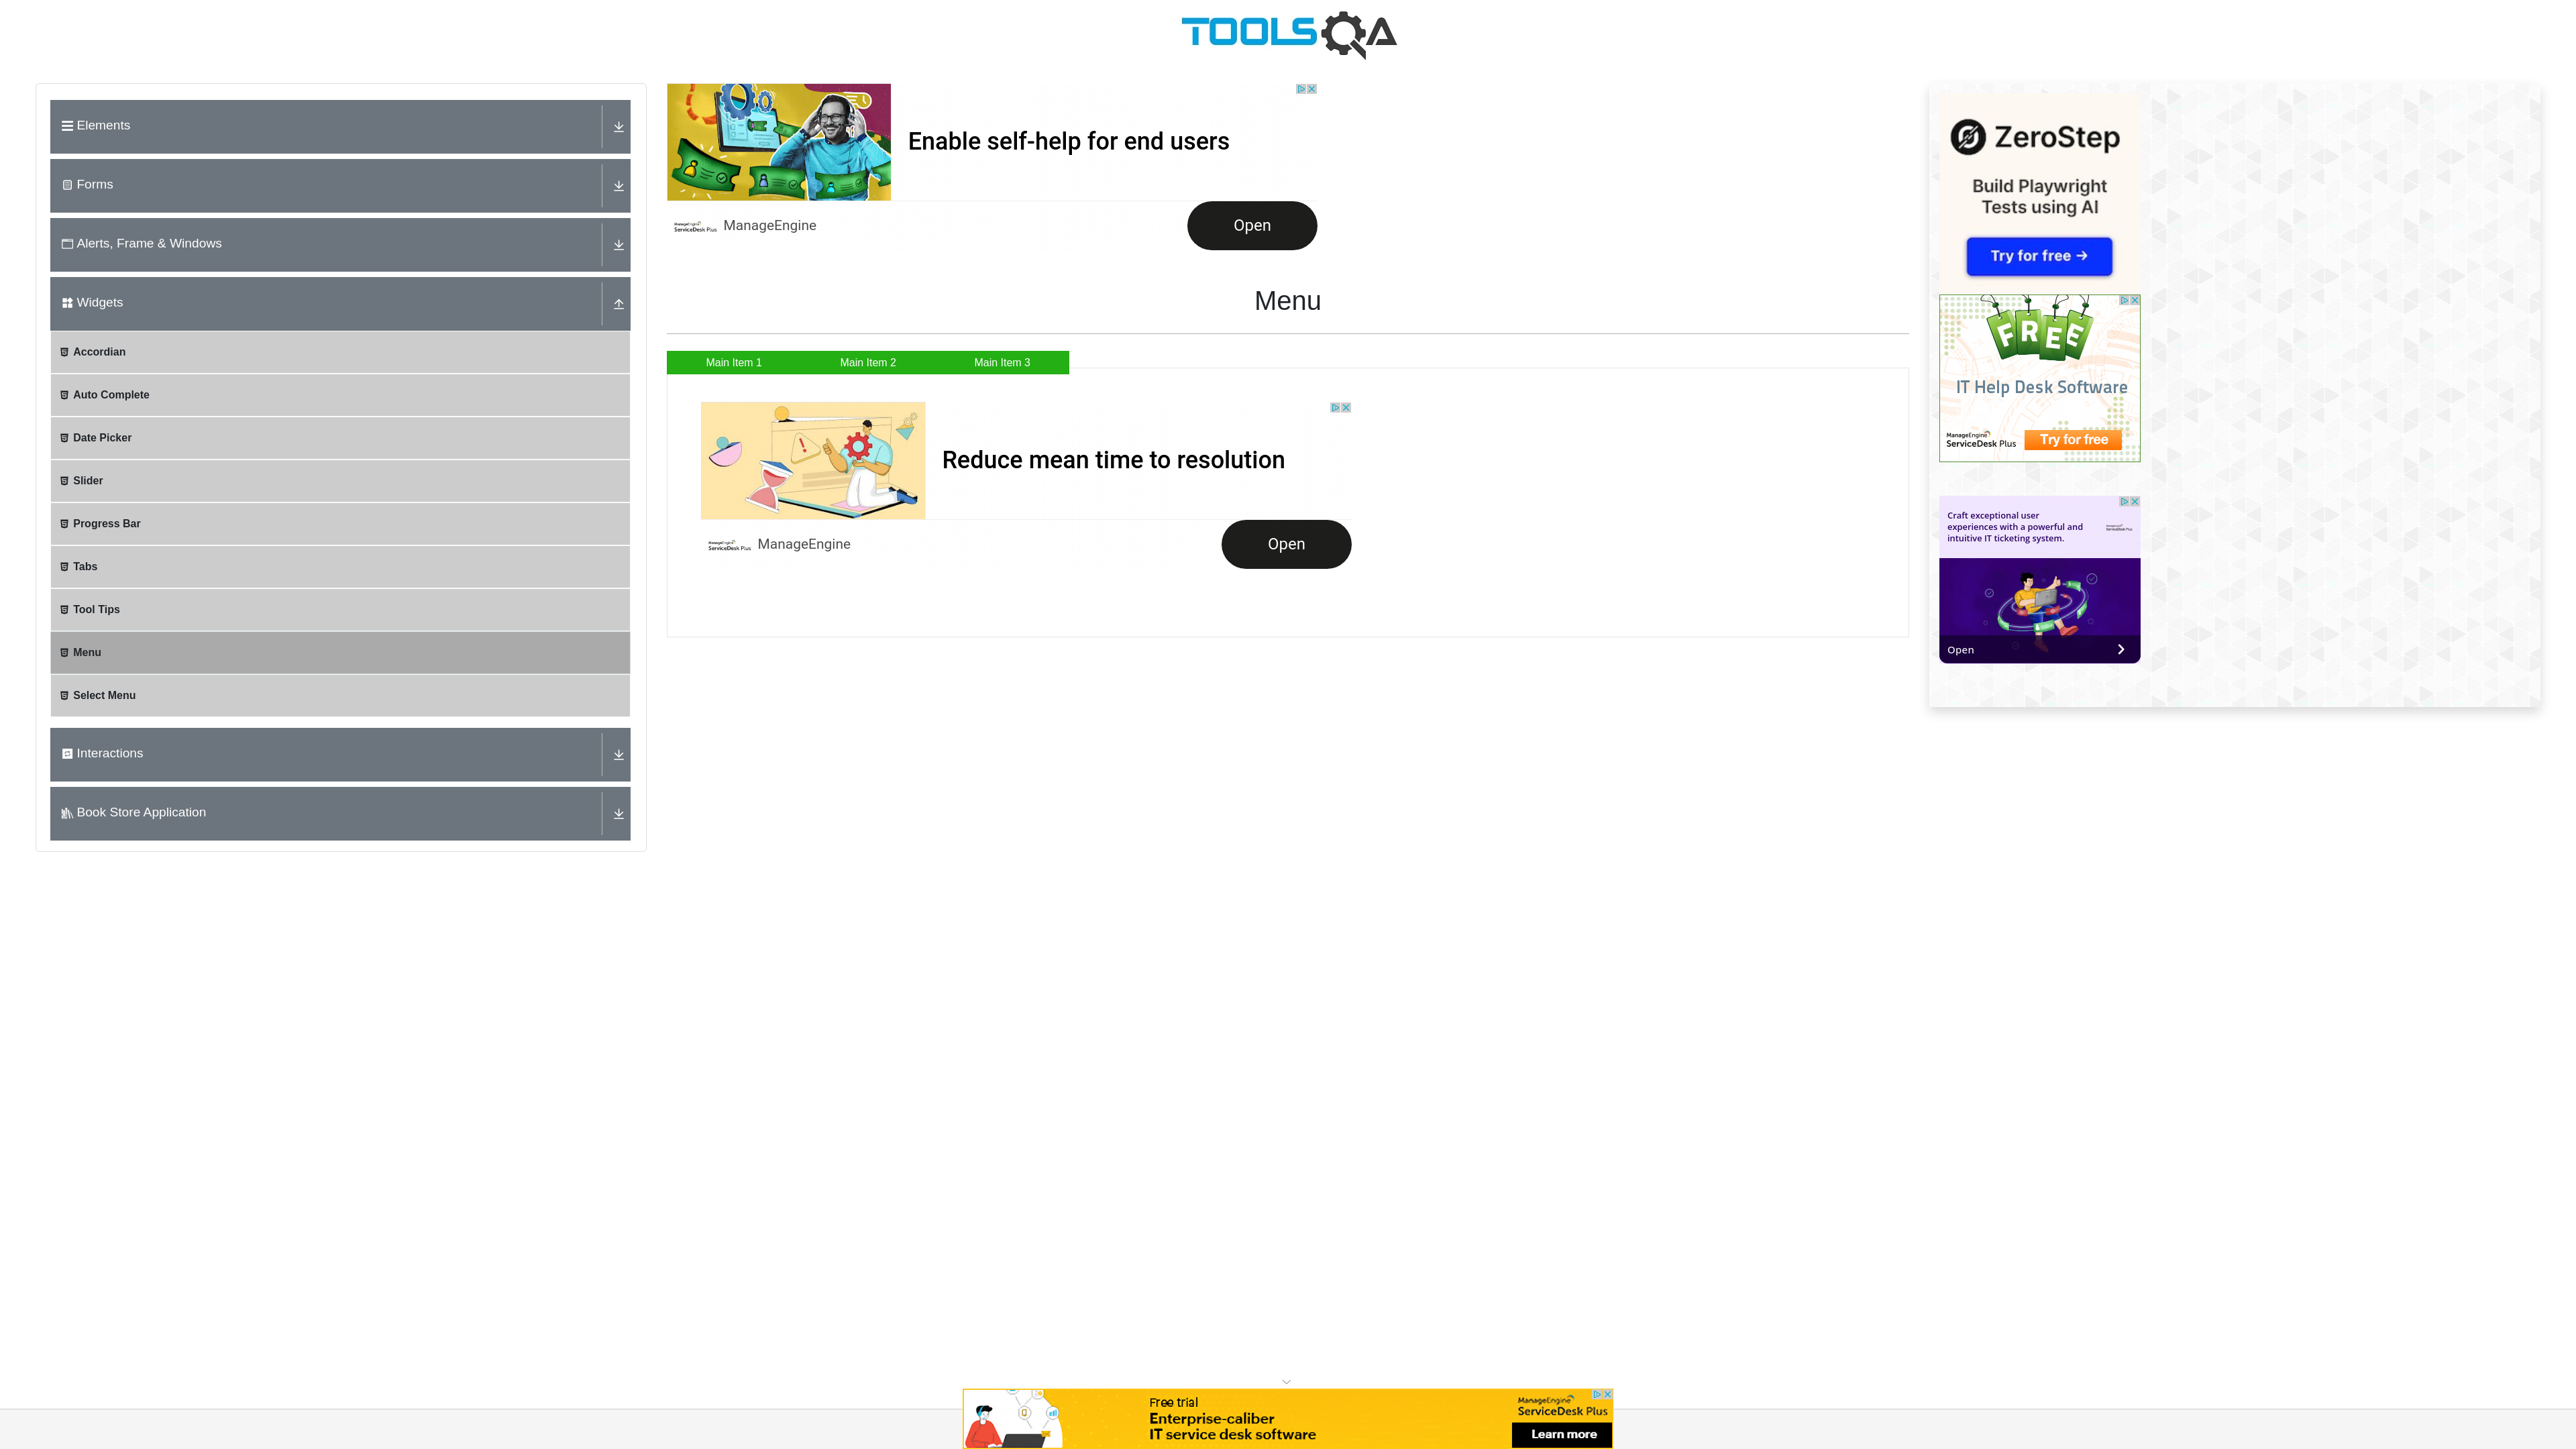 TOOLSQA
Elements
Forms
Alerts, Frame & Windows
Widgets
Accordian
Auto Complete
Date Picker
Slider
Progress Bar
Tabs
Tool Tips
Menu
Select Menu
Interactions
Book Store Application
Enable self-help for end users
ManageEngine
ServiceDesk Plus
ManageEngine
Open
Menu
Main Item 1
Main Item 2
Main Item 3
Reduce mean time to resolution
ManageEngine
ServiceDesk Plus
ManageEngine
Open
ZeroStep
Build Playwright
Tests using AI
Try for free →
FREE
IT Help Desk Software
ManageEngine
ServiceDesk Plus
Try for free
Craft exceptional user
experiences with a powerful and
intuitive IT ticketing system.
ServiceDesk Plus
Open
Free trial
Enterprise-caliber
IT service desk software
ManageEngine
ServiceDesk Plus
Learn more